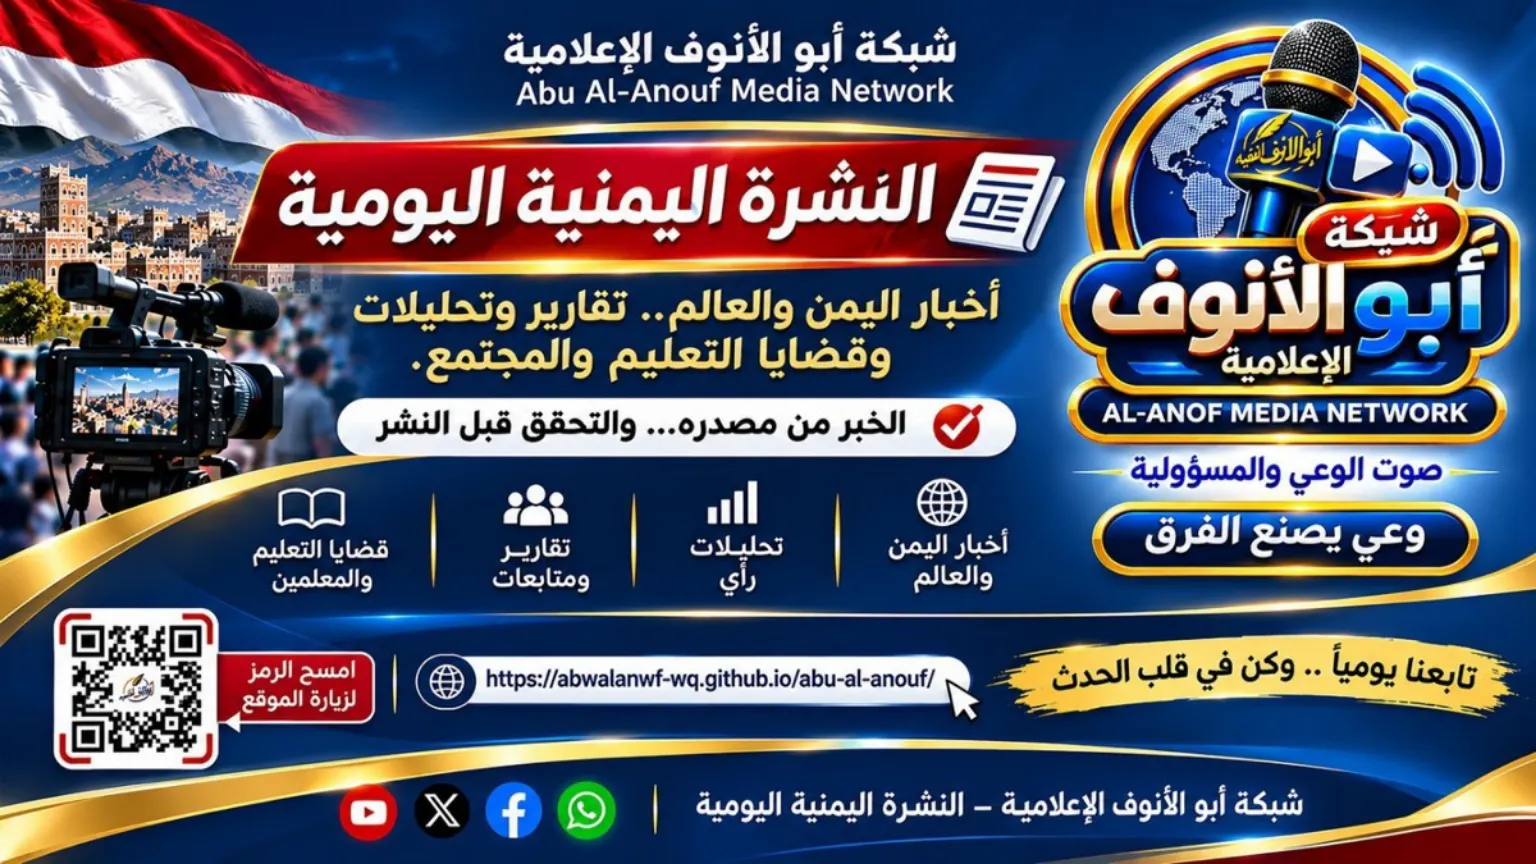 شبكة أبو الأنوف الإعلامية
Abu Al-Anouf Media Network
النشرة اليمنية اليومية
أخبار اليمن والعالم.. تقارير وتحليلات
وقضايا التعليم والمجتمع.
الخبر من مصدره... والتحقق قبل النشر
أخبار اليمن
والعالم
تحليلات
رأي
تقارير
ومتابعات
قضايا التعليم
والمعلمين
أبو الأنف الفقيه
شبكة
أَبو الأنوف
الإعلامية
AL-ANOF MEDIA NETWORK
صوت الوعي والمسؤولية
وعي يصنع الفرق
امسح الرمز
لزيارة الموقع
https://abwalanwf-wq.github.io/abu-al-anouf/
تابعنا يومياً .. وكن في قلب الحدث
شبكة أبو الأنوف الإعلامية – النشرة اليمنية اليومية